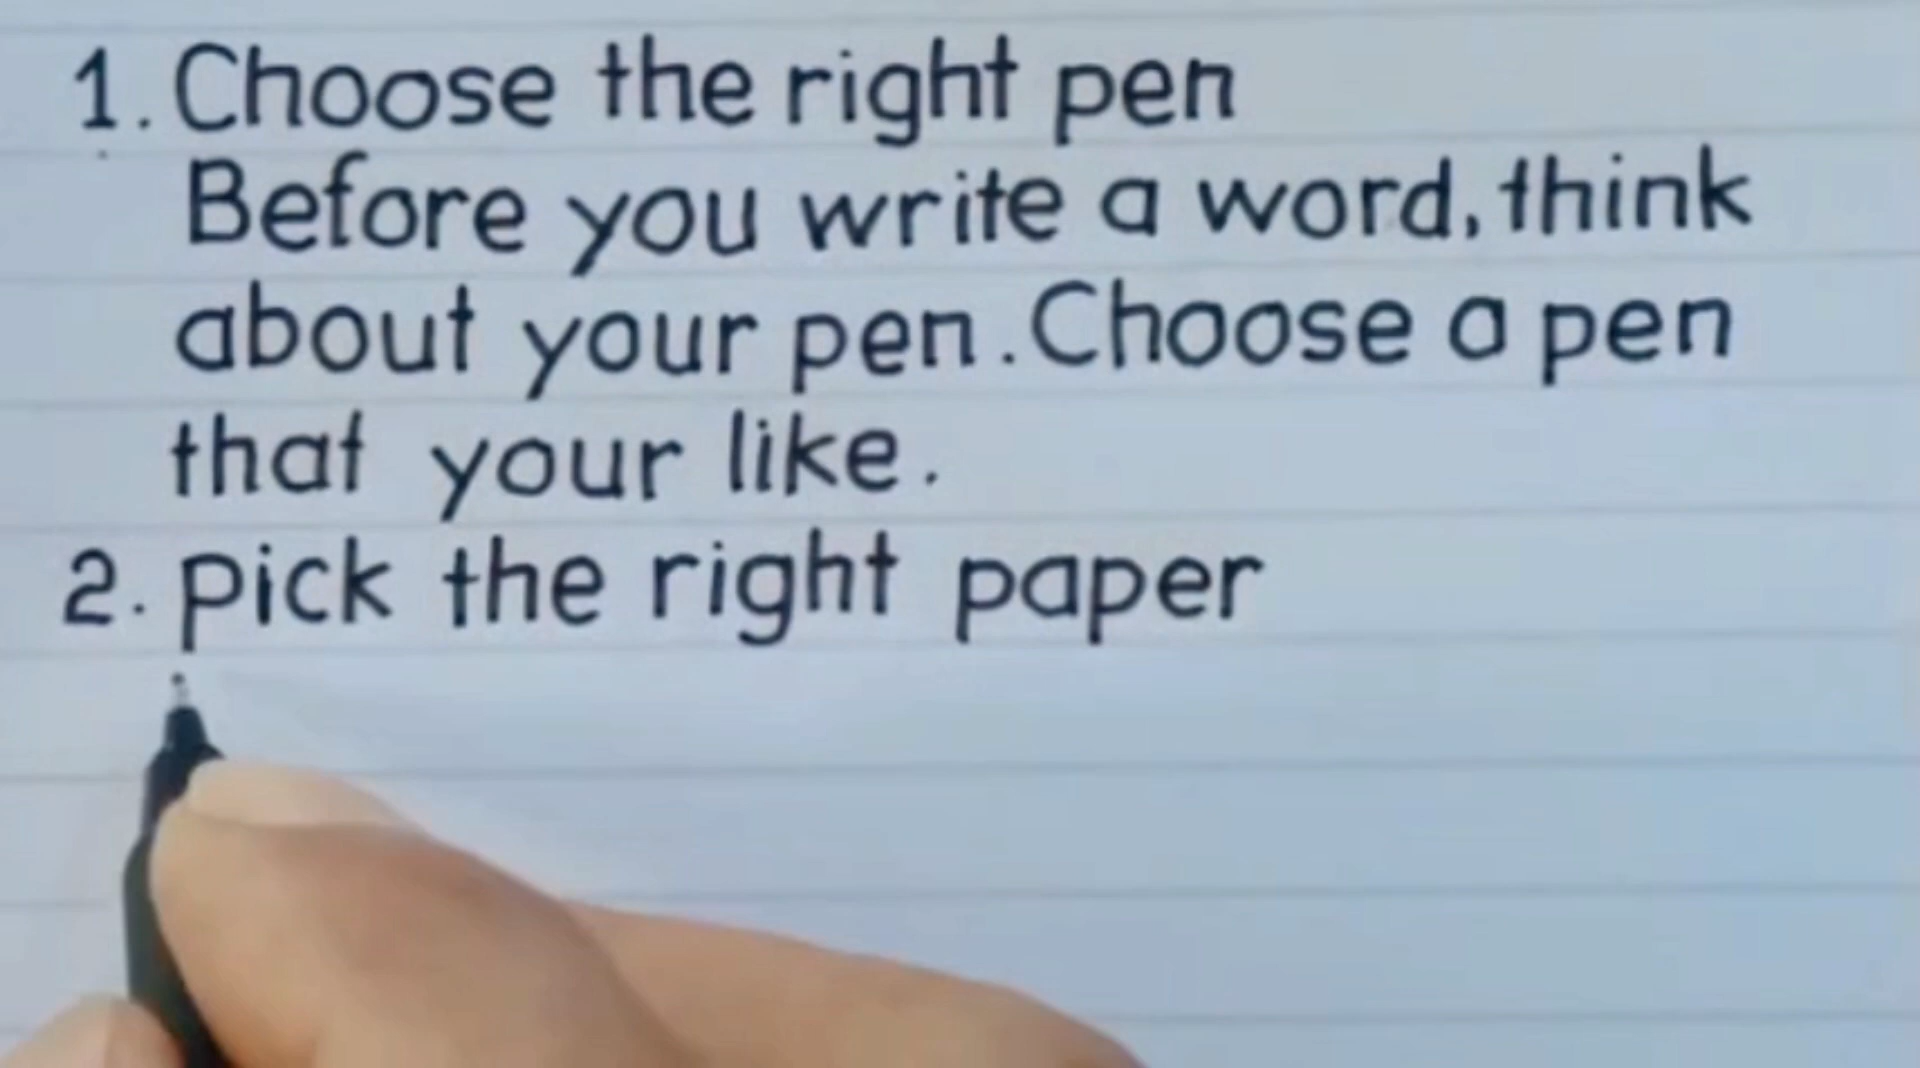 1. Choose the right pen
Before you write a word, think
about your pen. Choose a pen
that your like.
2. pick the right paper